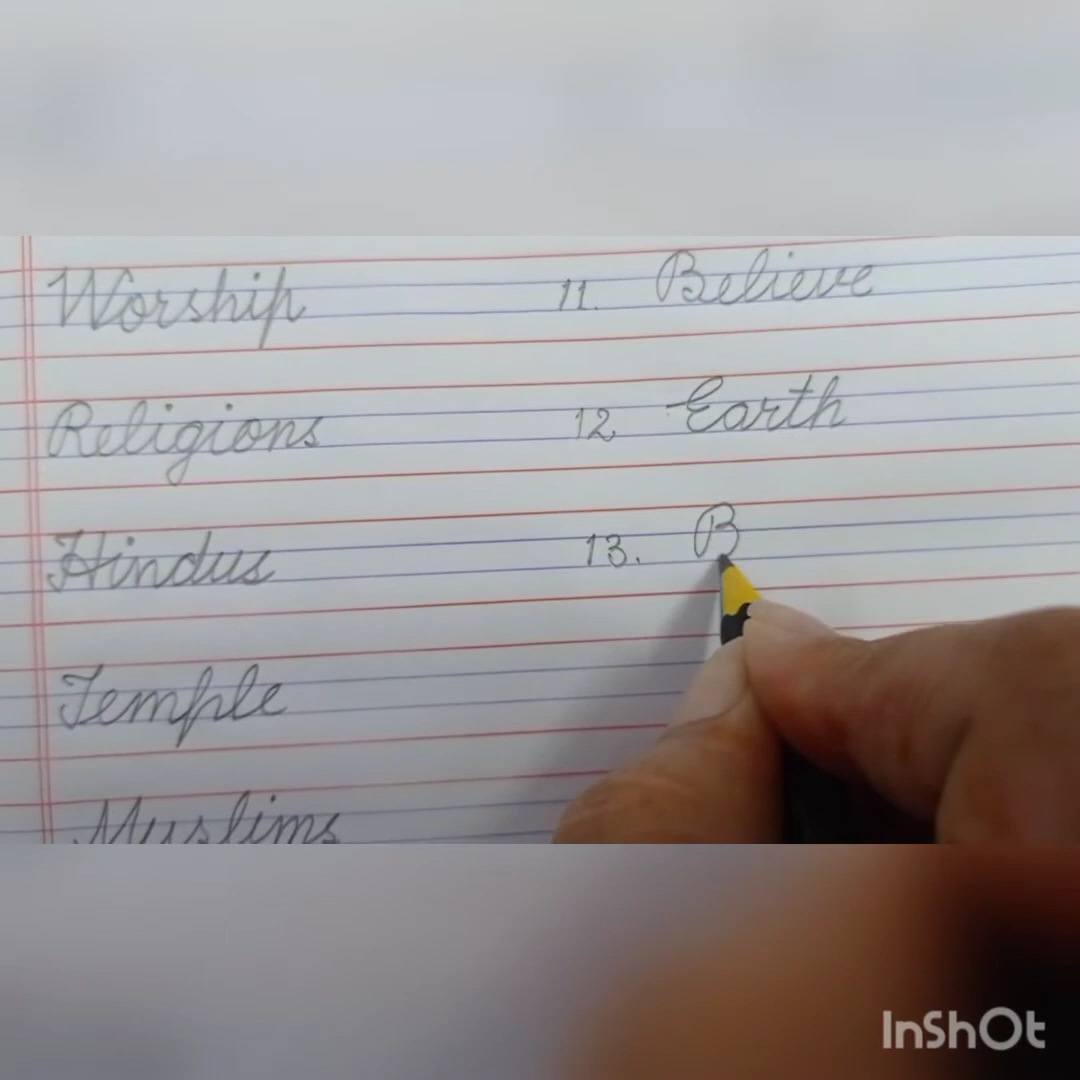 Worship 11. Believe
Religions 12. Earth
Hindus 13. B
Temple
Muslims
InShOt